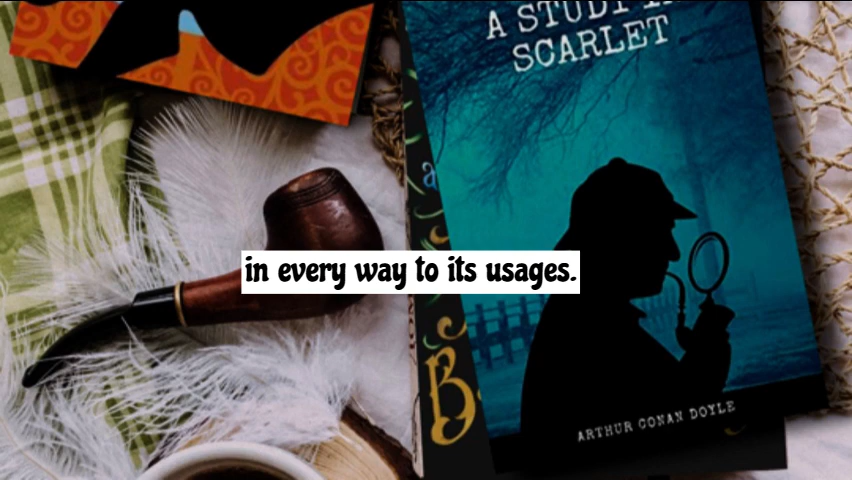 A STUDY IN
SCARLET
in every way to its usages.
B
ARTHUR CONAN DOYLE